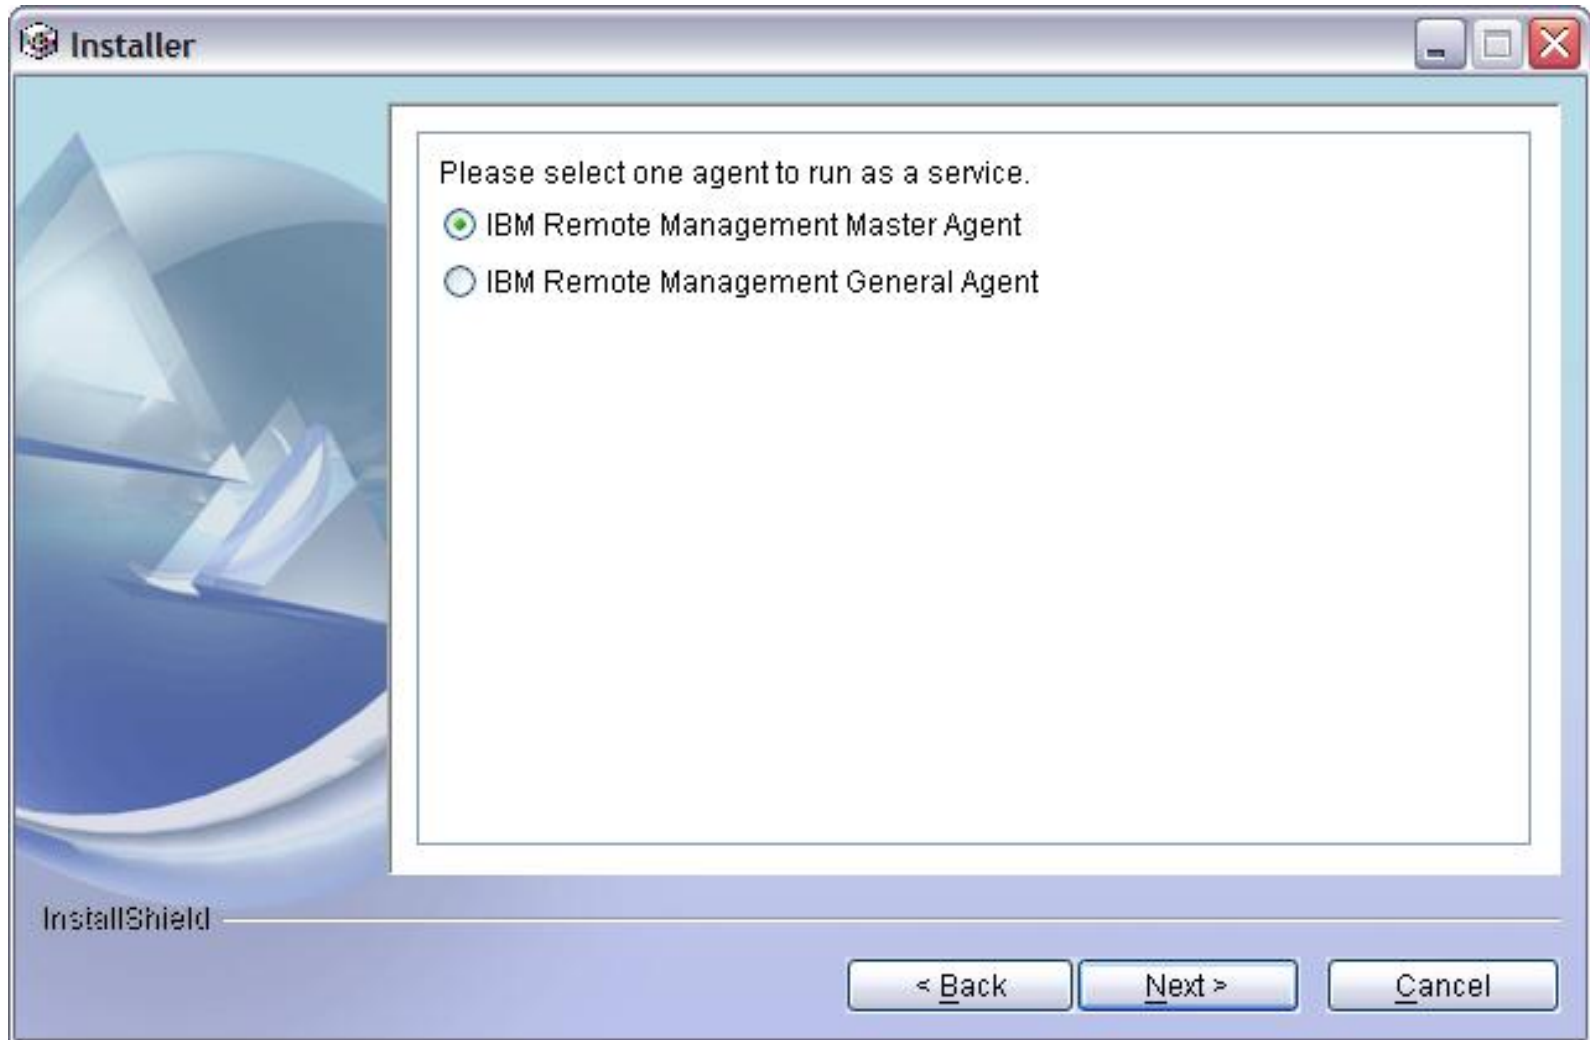 Installer
Please select one agent to run as a service.
IBM Remote Management Master Agent
IBM Remote Management General Agent
InstallShield
< Back
Next >
Cancel